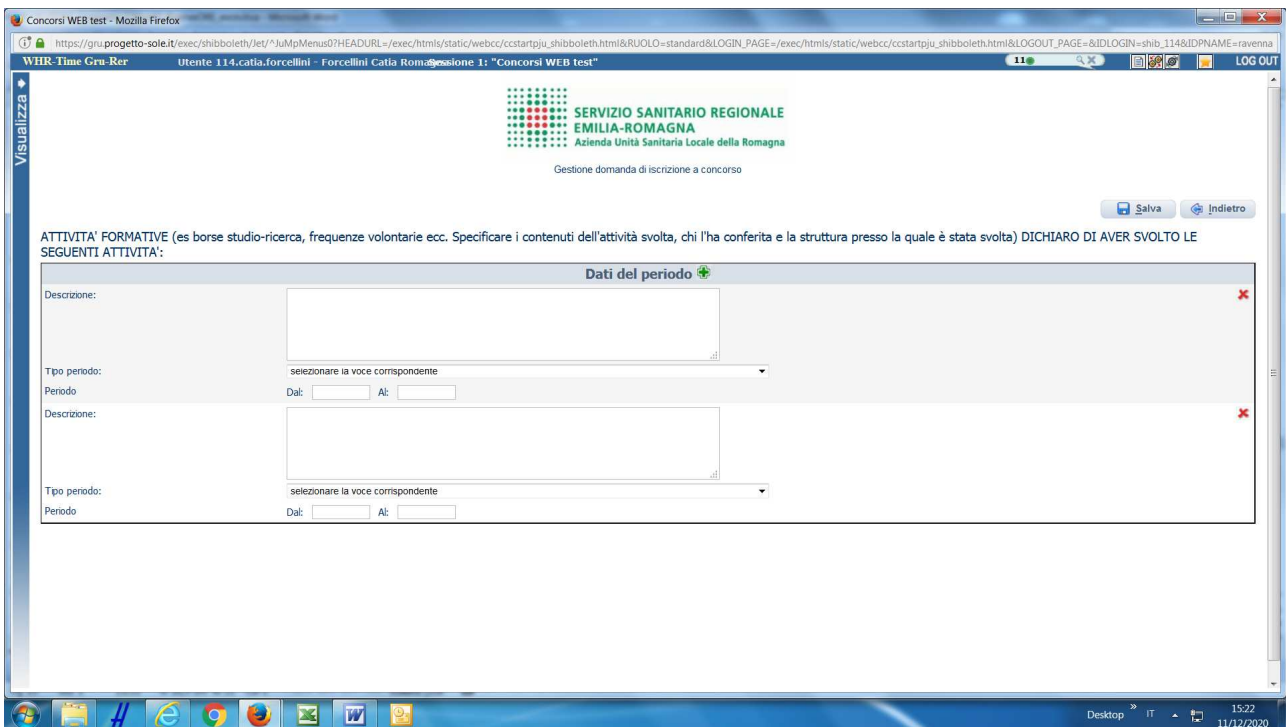 Concorsi WEB test - Mozilla Firefox
https://gru.progetto-sole.it/exec/shibboleth/Jet/^JuMpMenus0?HEADURL=/exec/htmls/static/webcc/ccstartpju_shibboleth.html&RUOLO=standard&LOGIN_PAGE=/exec/htmls/static/webcc/ccstartpju_shibboleth.html&LOGOUT_PAGE=&IDLOGIN=shib_114&IDPNAME=ravenna
WHR-Time Gru-Rer Utente 114.catia.forcellini - Forcellini Catia Romagna Sessione 1: "Concorsi WEB test" 11 LOG OUT
Visualizza
SERVIZIO SANITARIO REGIONALE
EMILIA-ROMAGNA
Azienda Unità Sanitaria Locale della Romagna
Gestione domanda di iscrizione a concorso
Salva Indietro
ATTIVITA' FORMATIVE (es borse studio-ricerca, frequenze volontarie ecc. Specificare i contenuti dell'attività svolta, chi l'ha conferita e la struttura presso la quale è stata svolta) DICHIARO DI AVER SVOLTO LE
SEGUENTI ATTIVITA':
Dati del periodo
Descrizione:
Tipo periodo: selezionare la voce corrispondente
Periodo Dal: Al:
Descrizione:
Tipo periodo: selezionare la voce corrispondente
Periodo Dal: Al:
Desktop » IT 15:22
11/12/2020